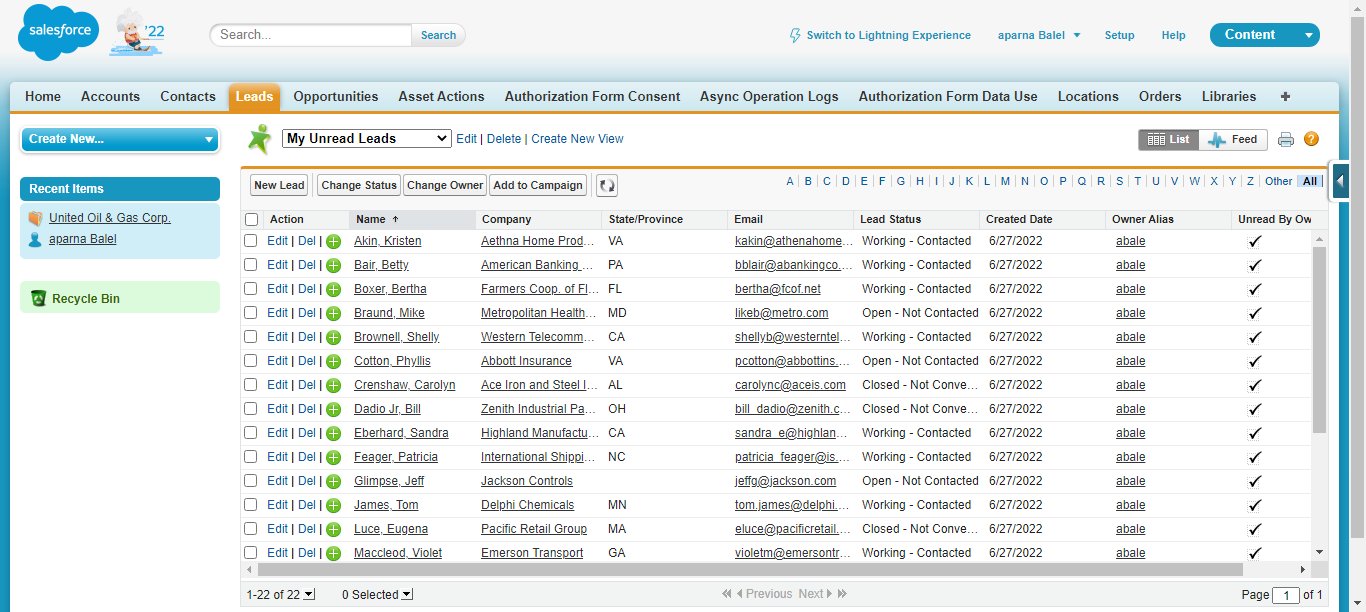 salesforce
'22
Search...
Search
Switch to Lightning Experience
aparna Balel
Setup
Help
Content
Home Accounts Contacts Leads Opportunities Asset Actions Authorization Form Consent Async Operation Logs Authorization Form Data Use Locations Orders Libraries +
Create New...
Recent Items
United Oil & Gas Corp.
aparna Balel
Recycle Bin
My Unread Leads Edit | Delete | Create New View
List Feed ?
New Lead Change Status Change Owner Add to Campaign
A | B | C | D | E | F | G | H | I | J | K | L | M | N | O | P | Q | R | S | T | U | V | W | X | Y | Z | Other | All |
Action Name Company State/Province Email Lead Status Created Date Owner Alias Unread By Ow
Edit | Del | Akin, Kristen Aethna Home Prod... VA kakin@athenahome... Working - Contacted 6/27/2022 abale
Edit | Del | Bair, Betty American Banking ... PA bblair@abankingco.... Working - Contacted 6/27/2022 abale
Edit | Del | Boxer, Bertha Farmers Coop. of Fl... FL bertha@fcof.net Working - Contacted 6/27/2022 abale
Edit | Del | Braund, Mike Metropolitan Health... MD likeb@metro.com Open - Not Contacted 6/27/2022 abale
Edit | Del | Brownell, Shelly Western Telecomm... CA shellyb@westerntel... Working - Contacted 6/27/2022 abale
Edit | Del | Cotton, Phyllis Abbott Insurance VA pcotton@abbottins... Open - Not Contacted 6/27/2022 abale
Edit | Del | Crenshaw, Carolyn Ace Iron and Steel I... AL carolync@aceis.com Closed - Not Conve... 6/27/2022 abale
Edit | Del | Dadio Jr, Bill Zenith Industrial Pa... OH bill_dadio@zenith.c... Closed - Not Conve... 6/27/2022 abale
Edit | Del | Eberhard, Sandra Highland Manufactu... CA sandra_e@highlan... Working - Contacted 6/27/2022 abale
Edit | Del | Feager, Patricia International Shippi... NC patricia_feager@is.... Working - Contacted 6/27/2022 abale
Edit | Del | Glimpse, Jeff Jackson Controls jeffg@jackson.com Open - Not Contacted 6/27/2022 abale
Edit | Del | James, Tom Delphi Chemicals MN tom.james@delphi.... Working - Contacted 6/27/2022 abale
Edit | Del | Luce, Eugena Pacific Retail Group MA eluce@pacificretail.... Closed - Not Conve... 6/27/2022 abale
Edit | Del | Maccleod, Violet Emerson Transport GA violetm@emersontr... Working - Contacted 6/27/2022 abale
1-22 of 22 0 Selected Previous Next Page 1 of 1